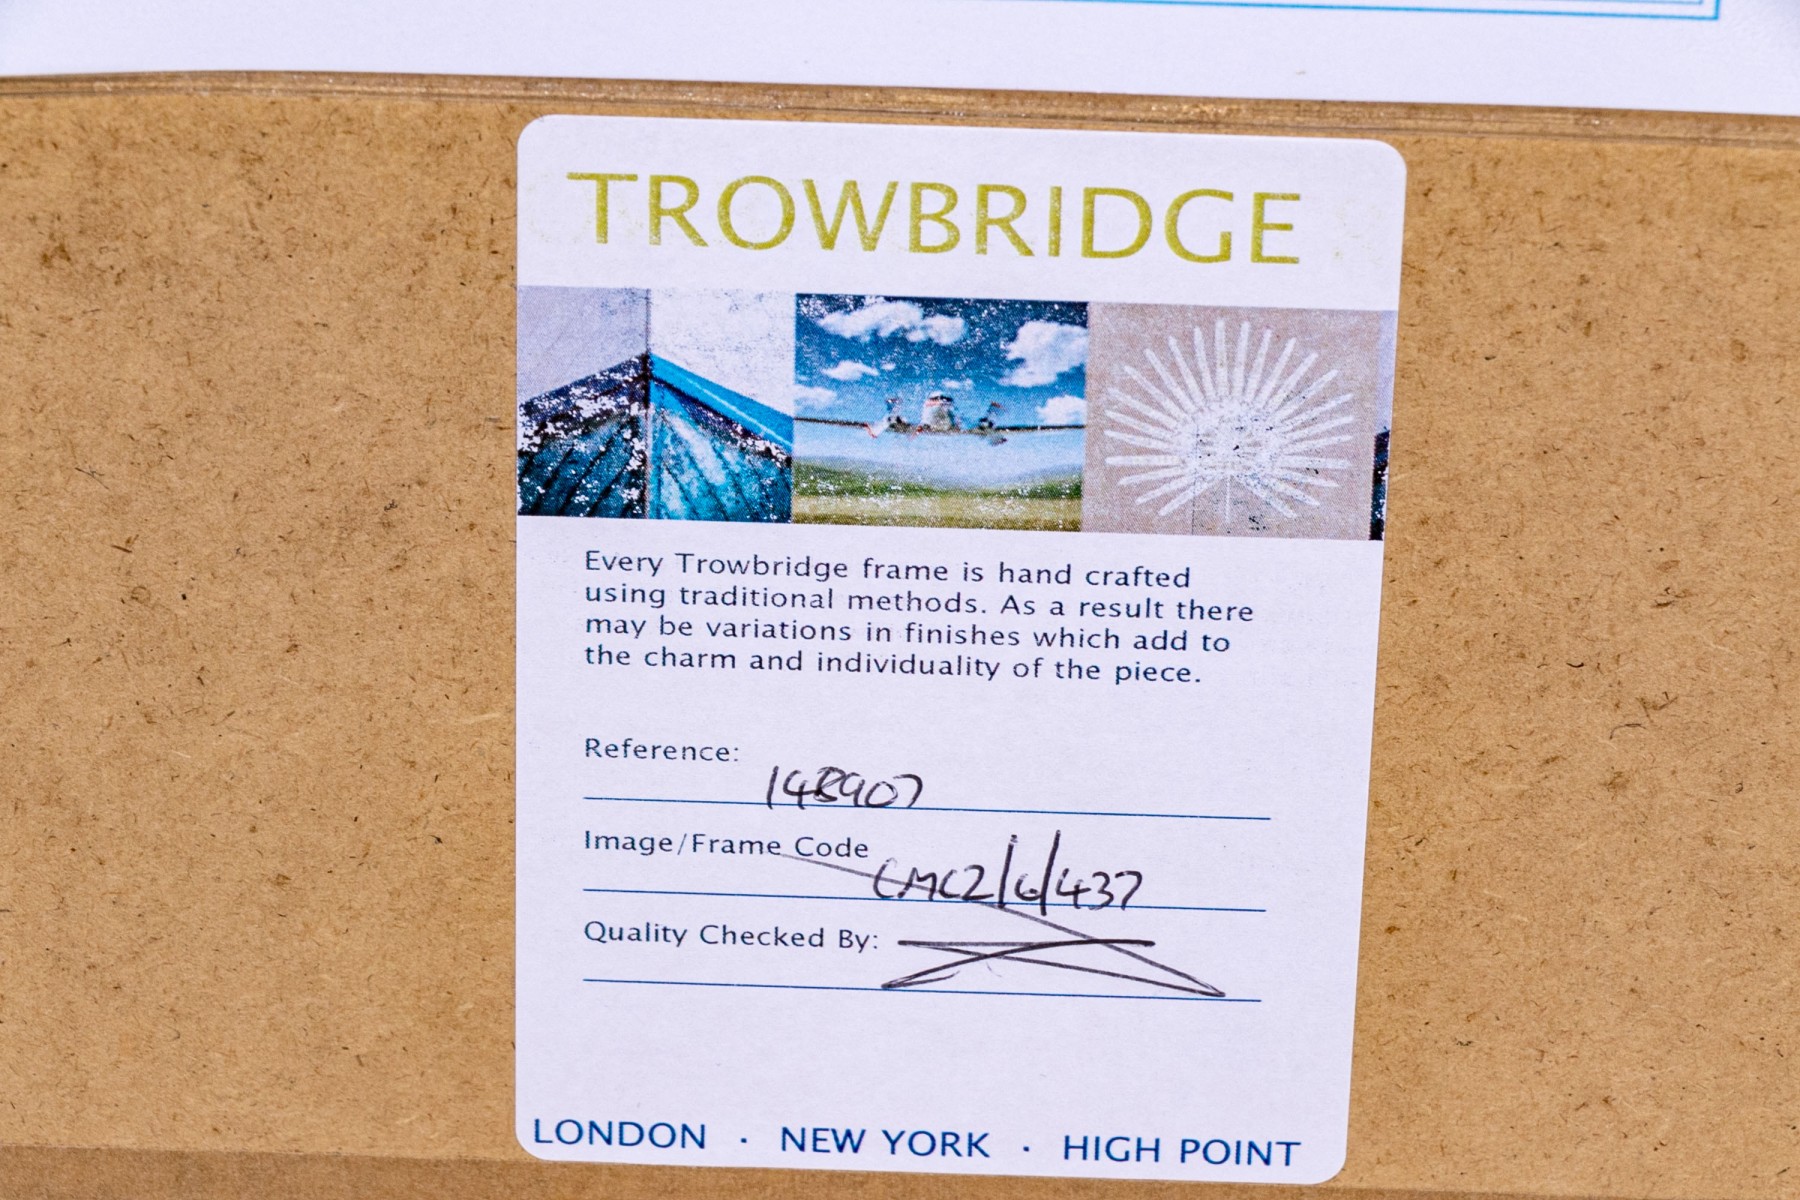 TROWBRIDGE
Every Trowbridge frame is hand crafted
using traditional methods. As a result there
may be variations in finishes which add to
the charm and individuality of the piece.
Reference:
148907
Image/Frame Code
CMC2/6/437
Quality Checked By:
LONDON · NEW YORK · HIGH POINT